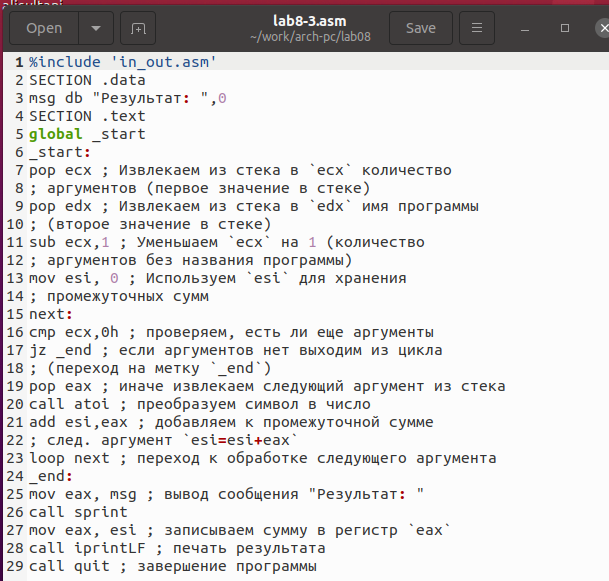 alisultani
Open
lab8-3.asm
~/work/arch-pc/lab08
Save
1 %include 'in_out.asm'
2 SECTION .data
3 msg db "Результат: ",0
4 SECTION .text
5 global _start
6 _start:
7 pop ecx ; Извлекаем из стека в `ecx` количество
8 ; аргументов (первое значение в стеке)
9 pop edx ; Извлекаем из стека в `edx` имя программы
10 ; (второе значение в стеке)
11 sub ecx,1 ; Уменьшаем `ecx` на 1 (количество
12 ; аргументов без названия программы)
13 mov esi, 0 ; Используем `esi` для хранения
14 ; промежуточных сумм
15 next:
16 cmp ecx,0h ; проверяем, есть ли еще аргументы
17 jz _end ; если аргументов нет выходим из цикла
18 ; (переход на метку `_end`)
19 pop eax ; иначе извлекаем следующий аргумент из стека
20 call atoi ; преобразуем символ в число
21 add esi,eax ; добавляем к промежуточной сумме
22 ; след. аргумент `esi=esi+eax`
23 loop next ; переход к обработке следующего аргумента
24 _end:
25 mov eax, msg ; вывод сообщения "Результат: "
26 call sprint
27 mov eax, esi ; записываем сумму в регистр `eax`
28 call iprintLF ; печать результата
29 call quit ; завершение программы